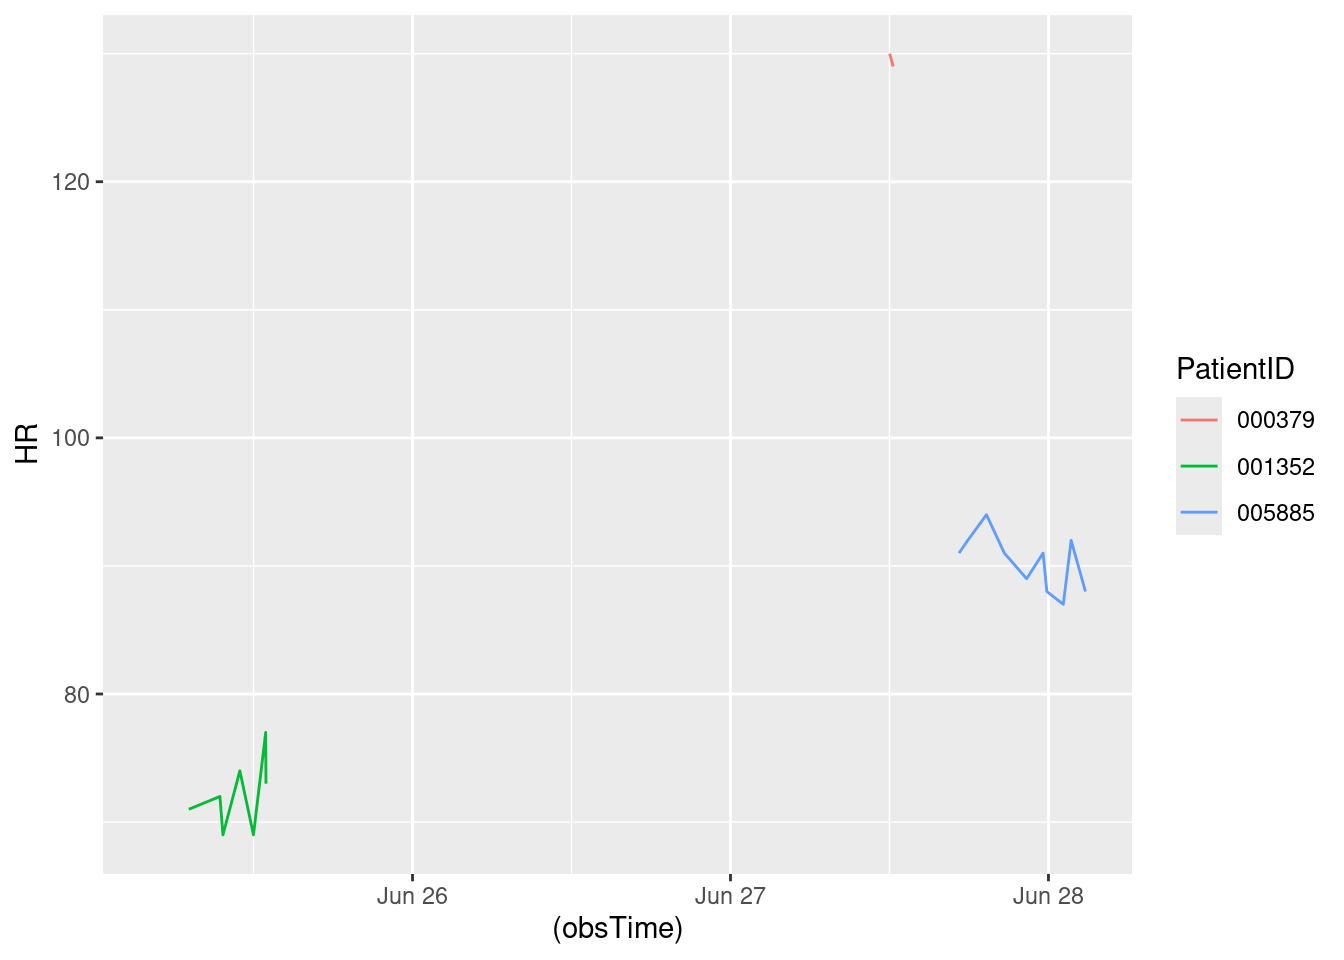 120
100
80
HR
Jun 26
Jun 27
Jun 28
(obsTime)
PatientID
000379
001352
005885